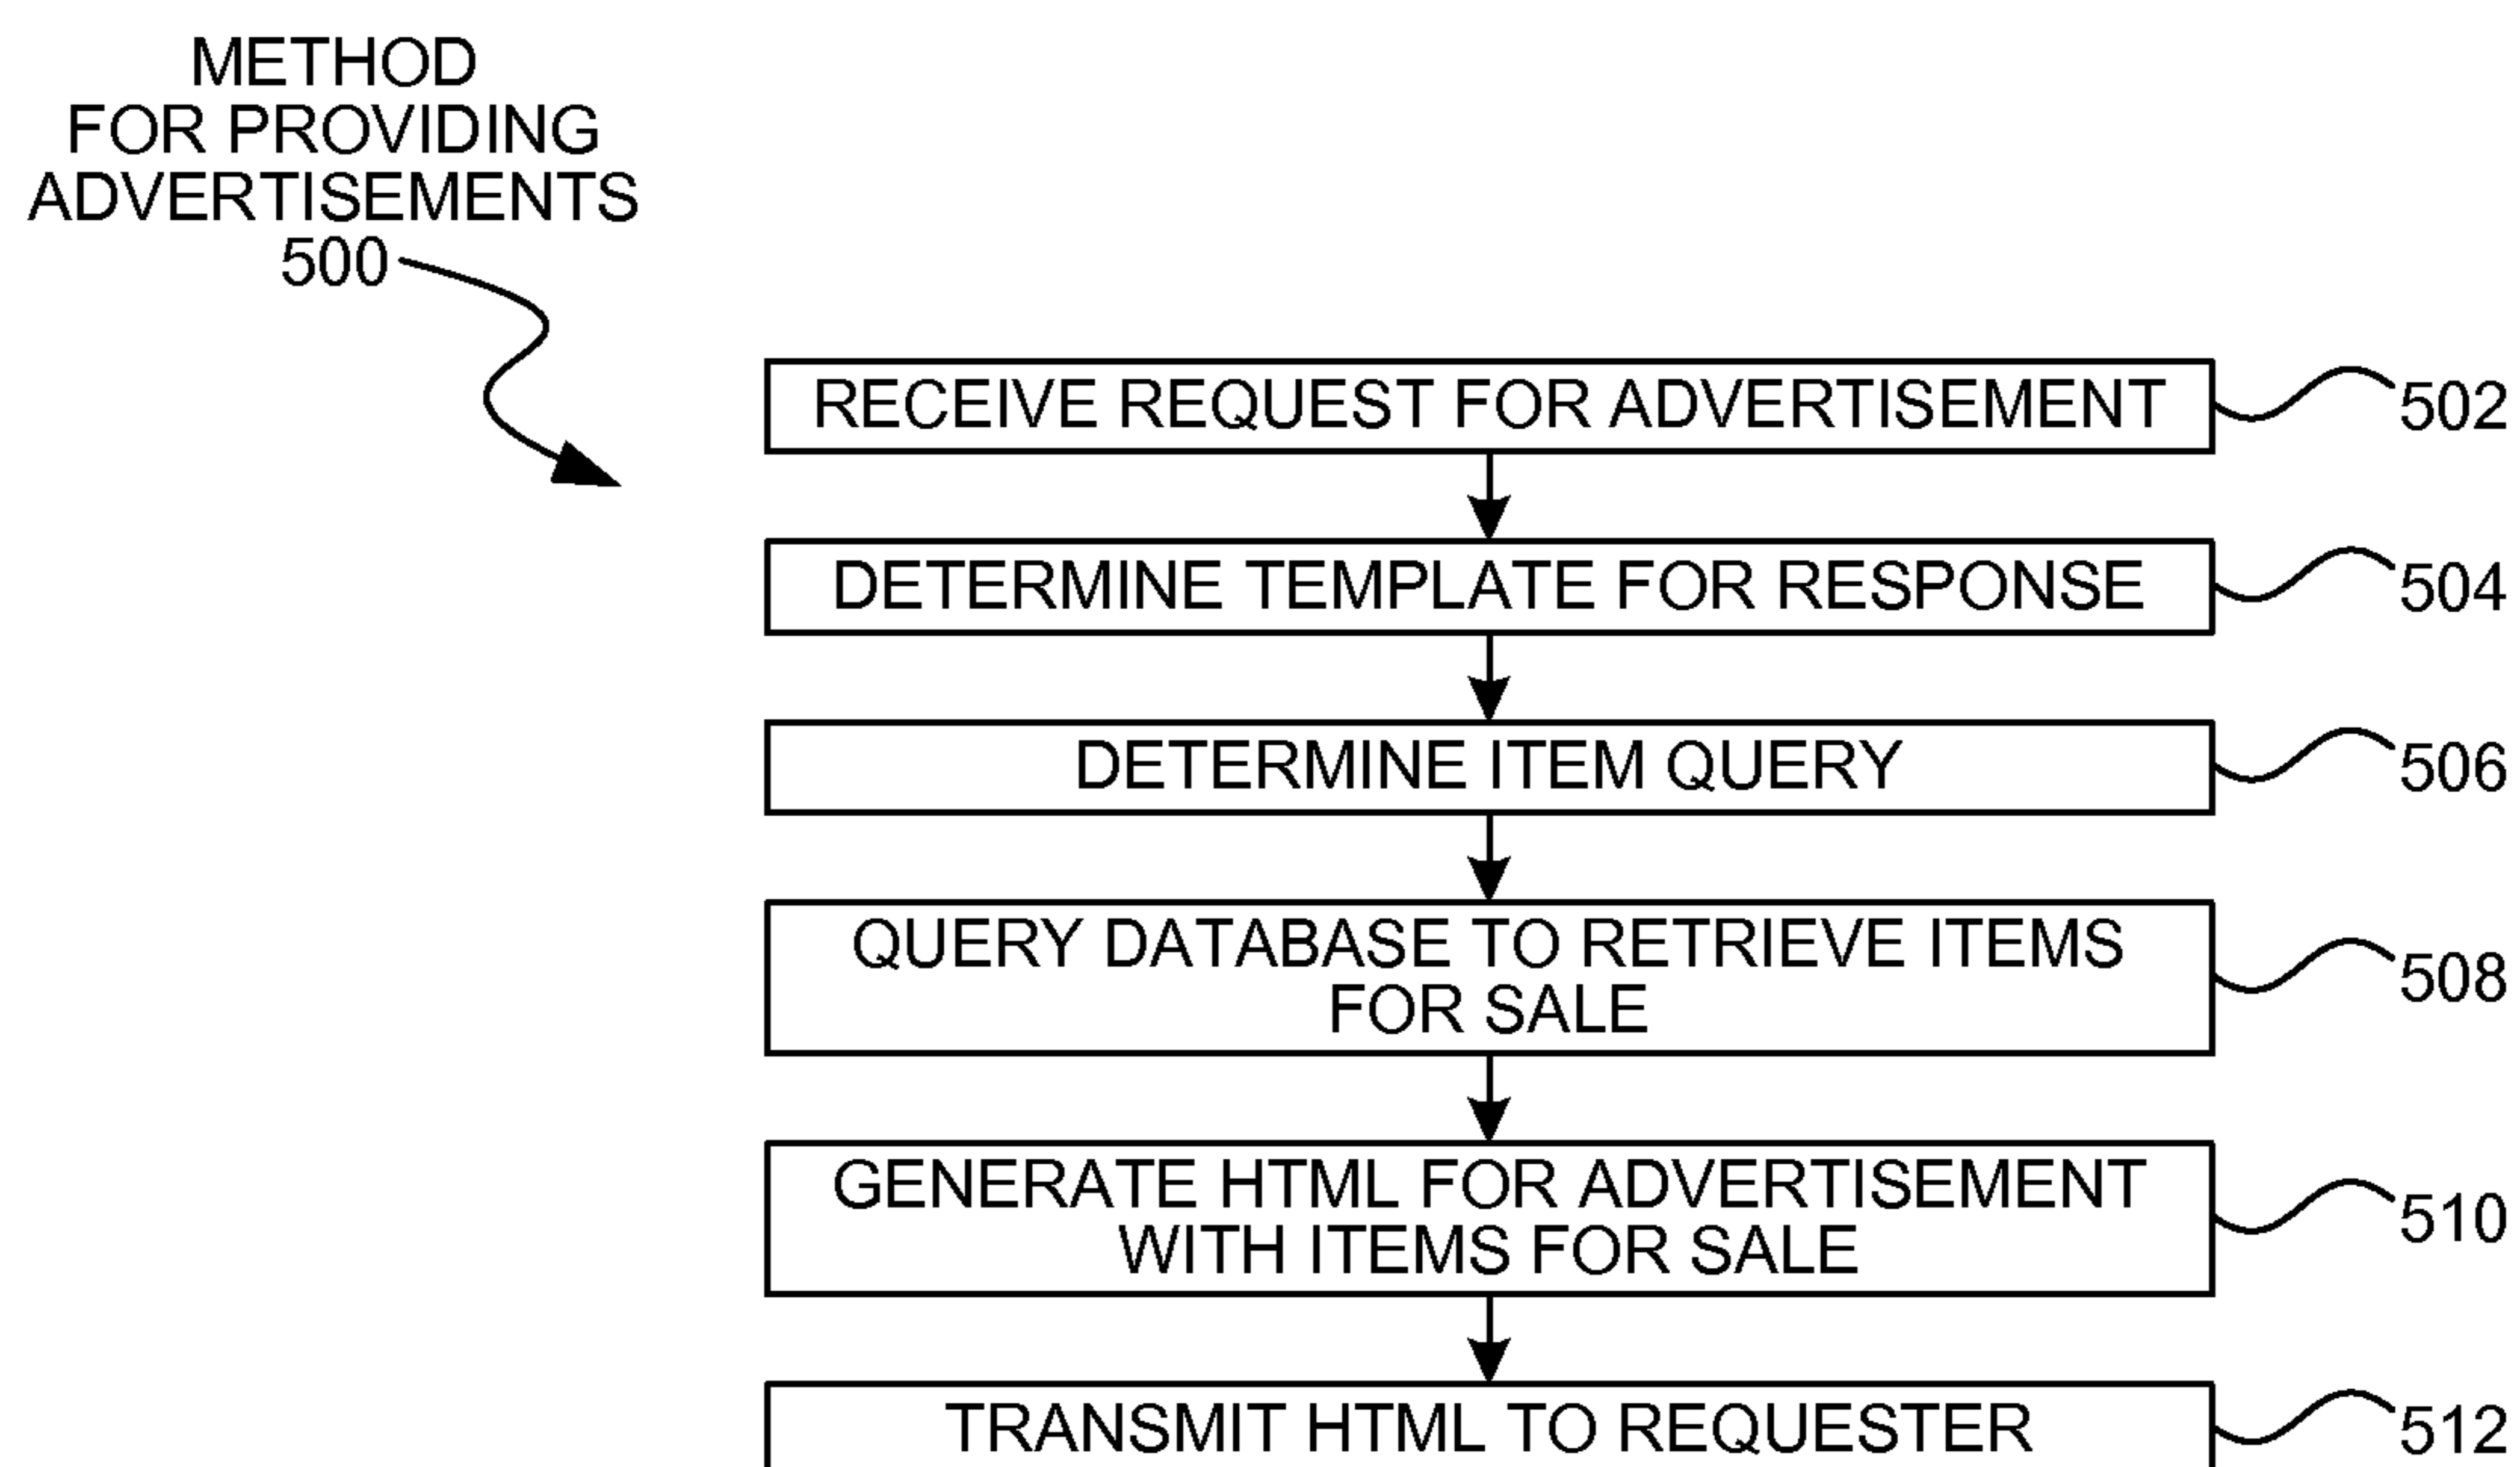 METHOD
FOR PROVIDING
ADVERTISEMENTS
500
RECEIVE REQUEST FOR ADVERTISEMENT
502
DETERMINE TEMPLATE FOR RESPONSE
504
DETERMINE ITEM QUERY
506
QUERY DATABASE TO RETRIEVE ITEMS
FOR SALE
508
GENERATE HTML FOR ADVERTISEMENT
WITH ITEMS FOR SALE
510
TRANSMIT HTML TO REQUESTER
512